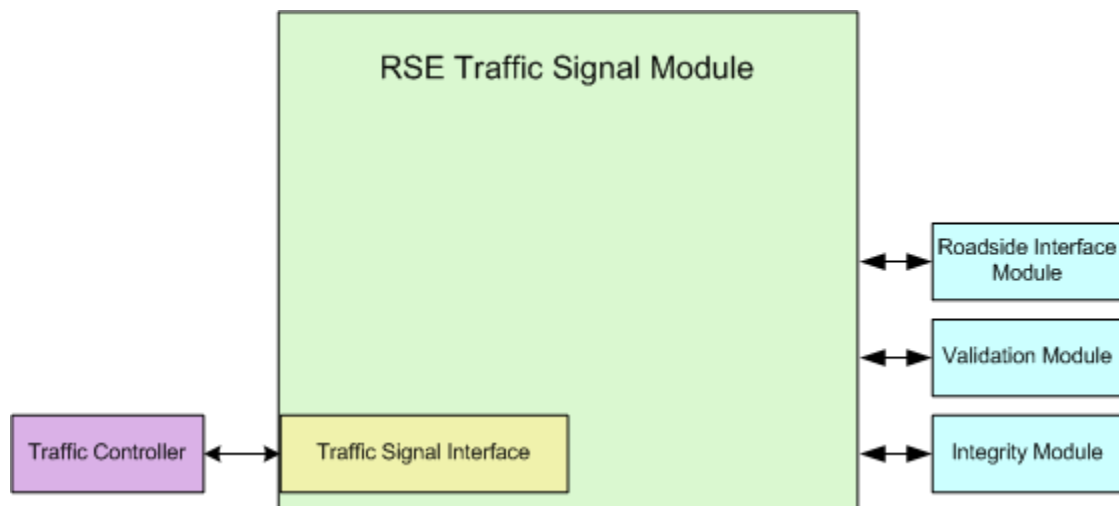 RSE Traffic Signal Module
Roadside Interface
Module
Validation Module
Traffic Controller
Traffic Signal Interface
Integrity Module